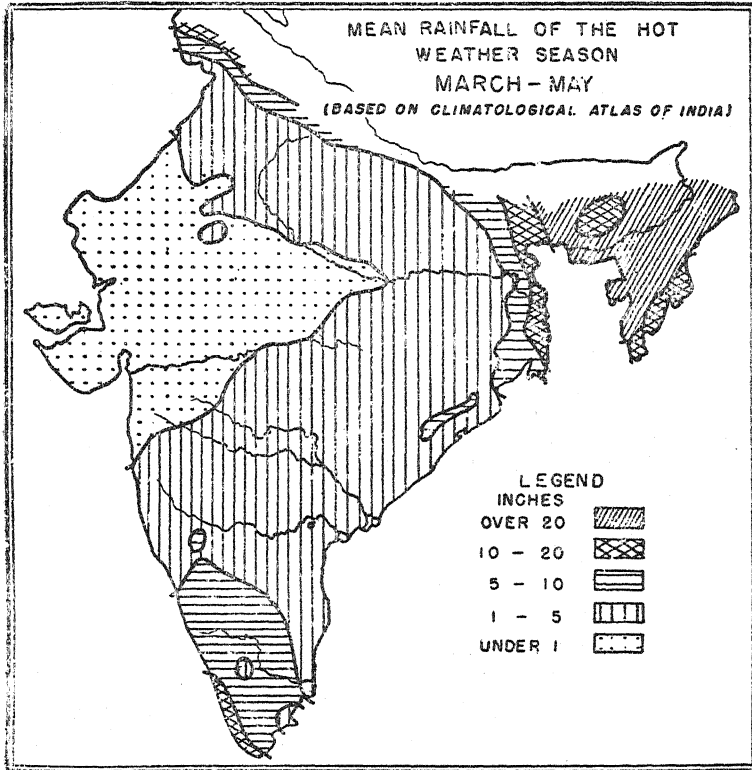 MEAN RAINFALL OF THE HOT
WEATHER SEASON
MARCH-MAY
(BASED ON CLIMATOLOGICAL ATLAS OF INDIA)
LEGEND
INCHES
OVER 20
10 - 20
5 - 10
1 - 5
UNDER 1